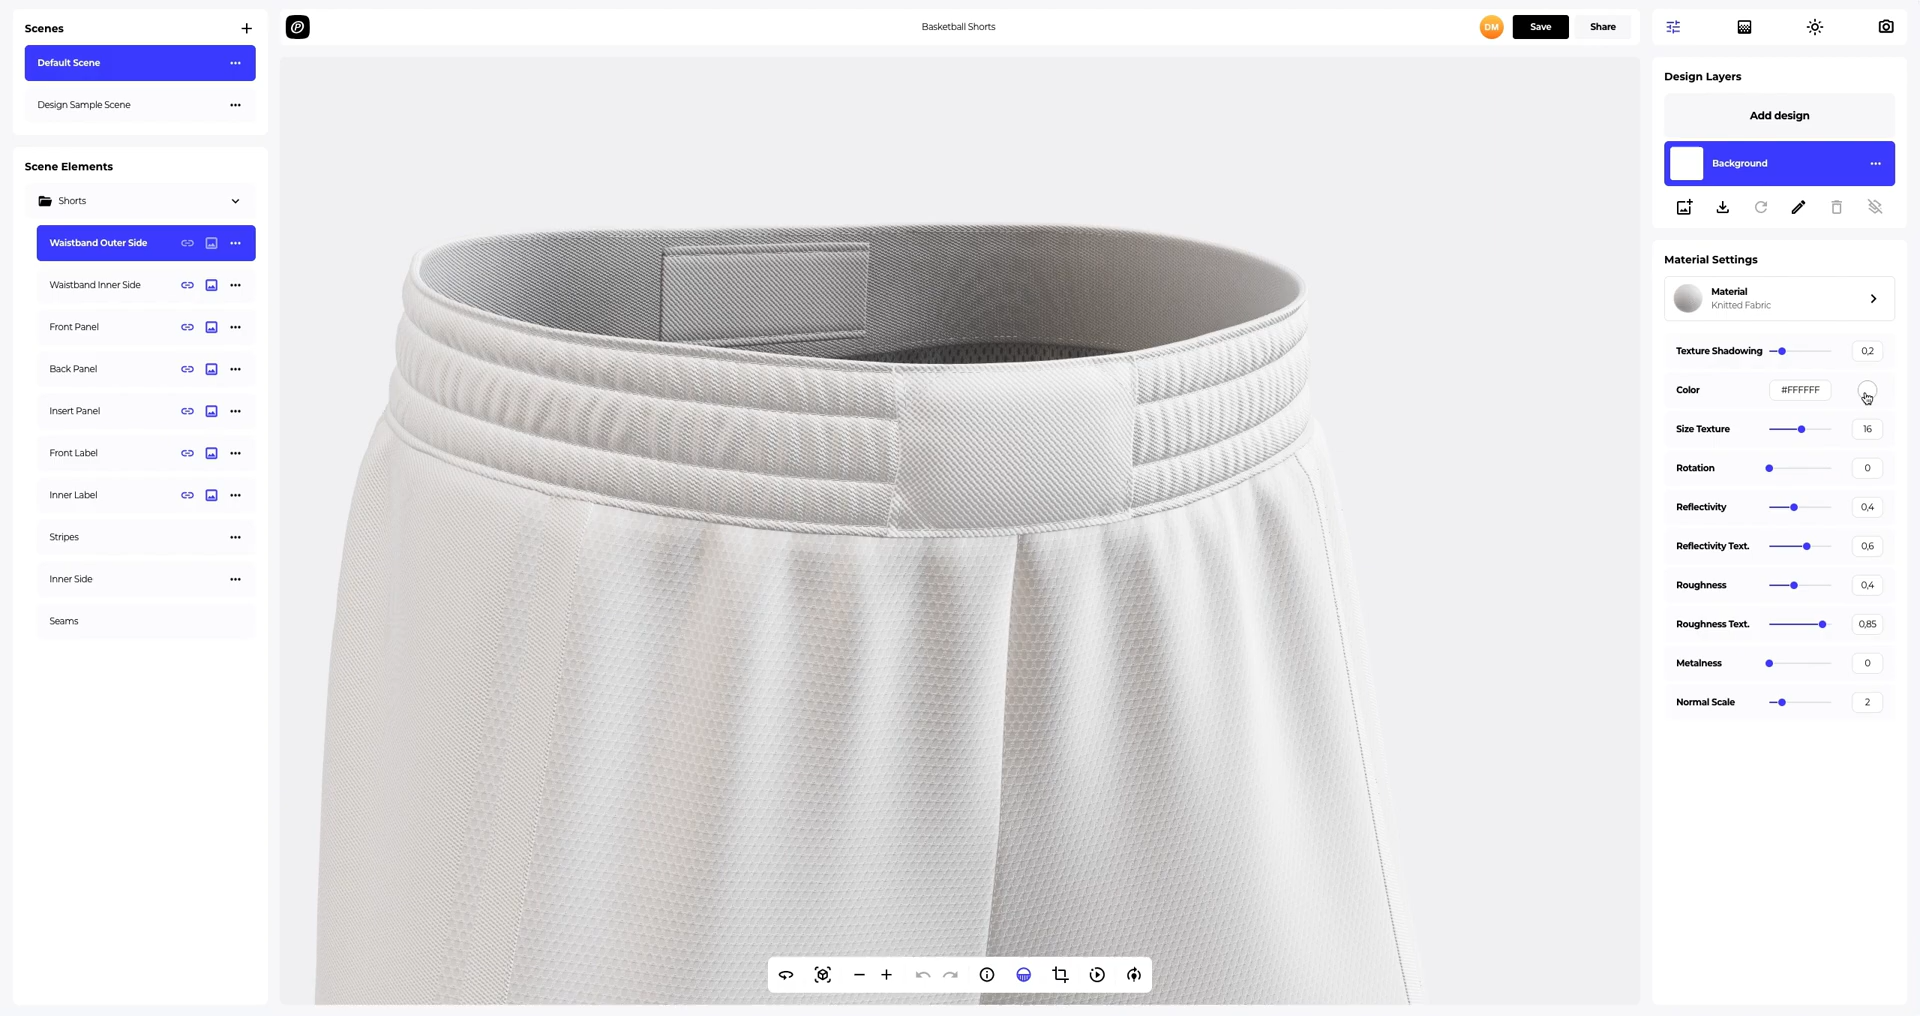 Scenes
Default Scene
Design Sample Scene
Scene Elements
Shorts
Waistband Outer Side
Waistband Inner Side
Front Panel
Back Panel
Insert Panel
Front Label
Inner Label
Stripes
Inner Side
Seams
Basketball Shorts
DM
Save
Share
Design Layers
Add design
Background
Material Settings
Material
Knitted Fabric
Texture Shadowing 0,2
Color #FFFFFF
Size Texture 16
Rotation 0
Reflectivity 0,4
Reflectivity Text. 0,6
Roughness 0,4
Roughness Text. 0,85
Metalness 0
Normal Scale 2